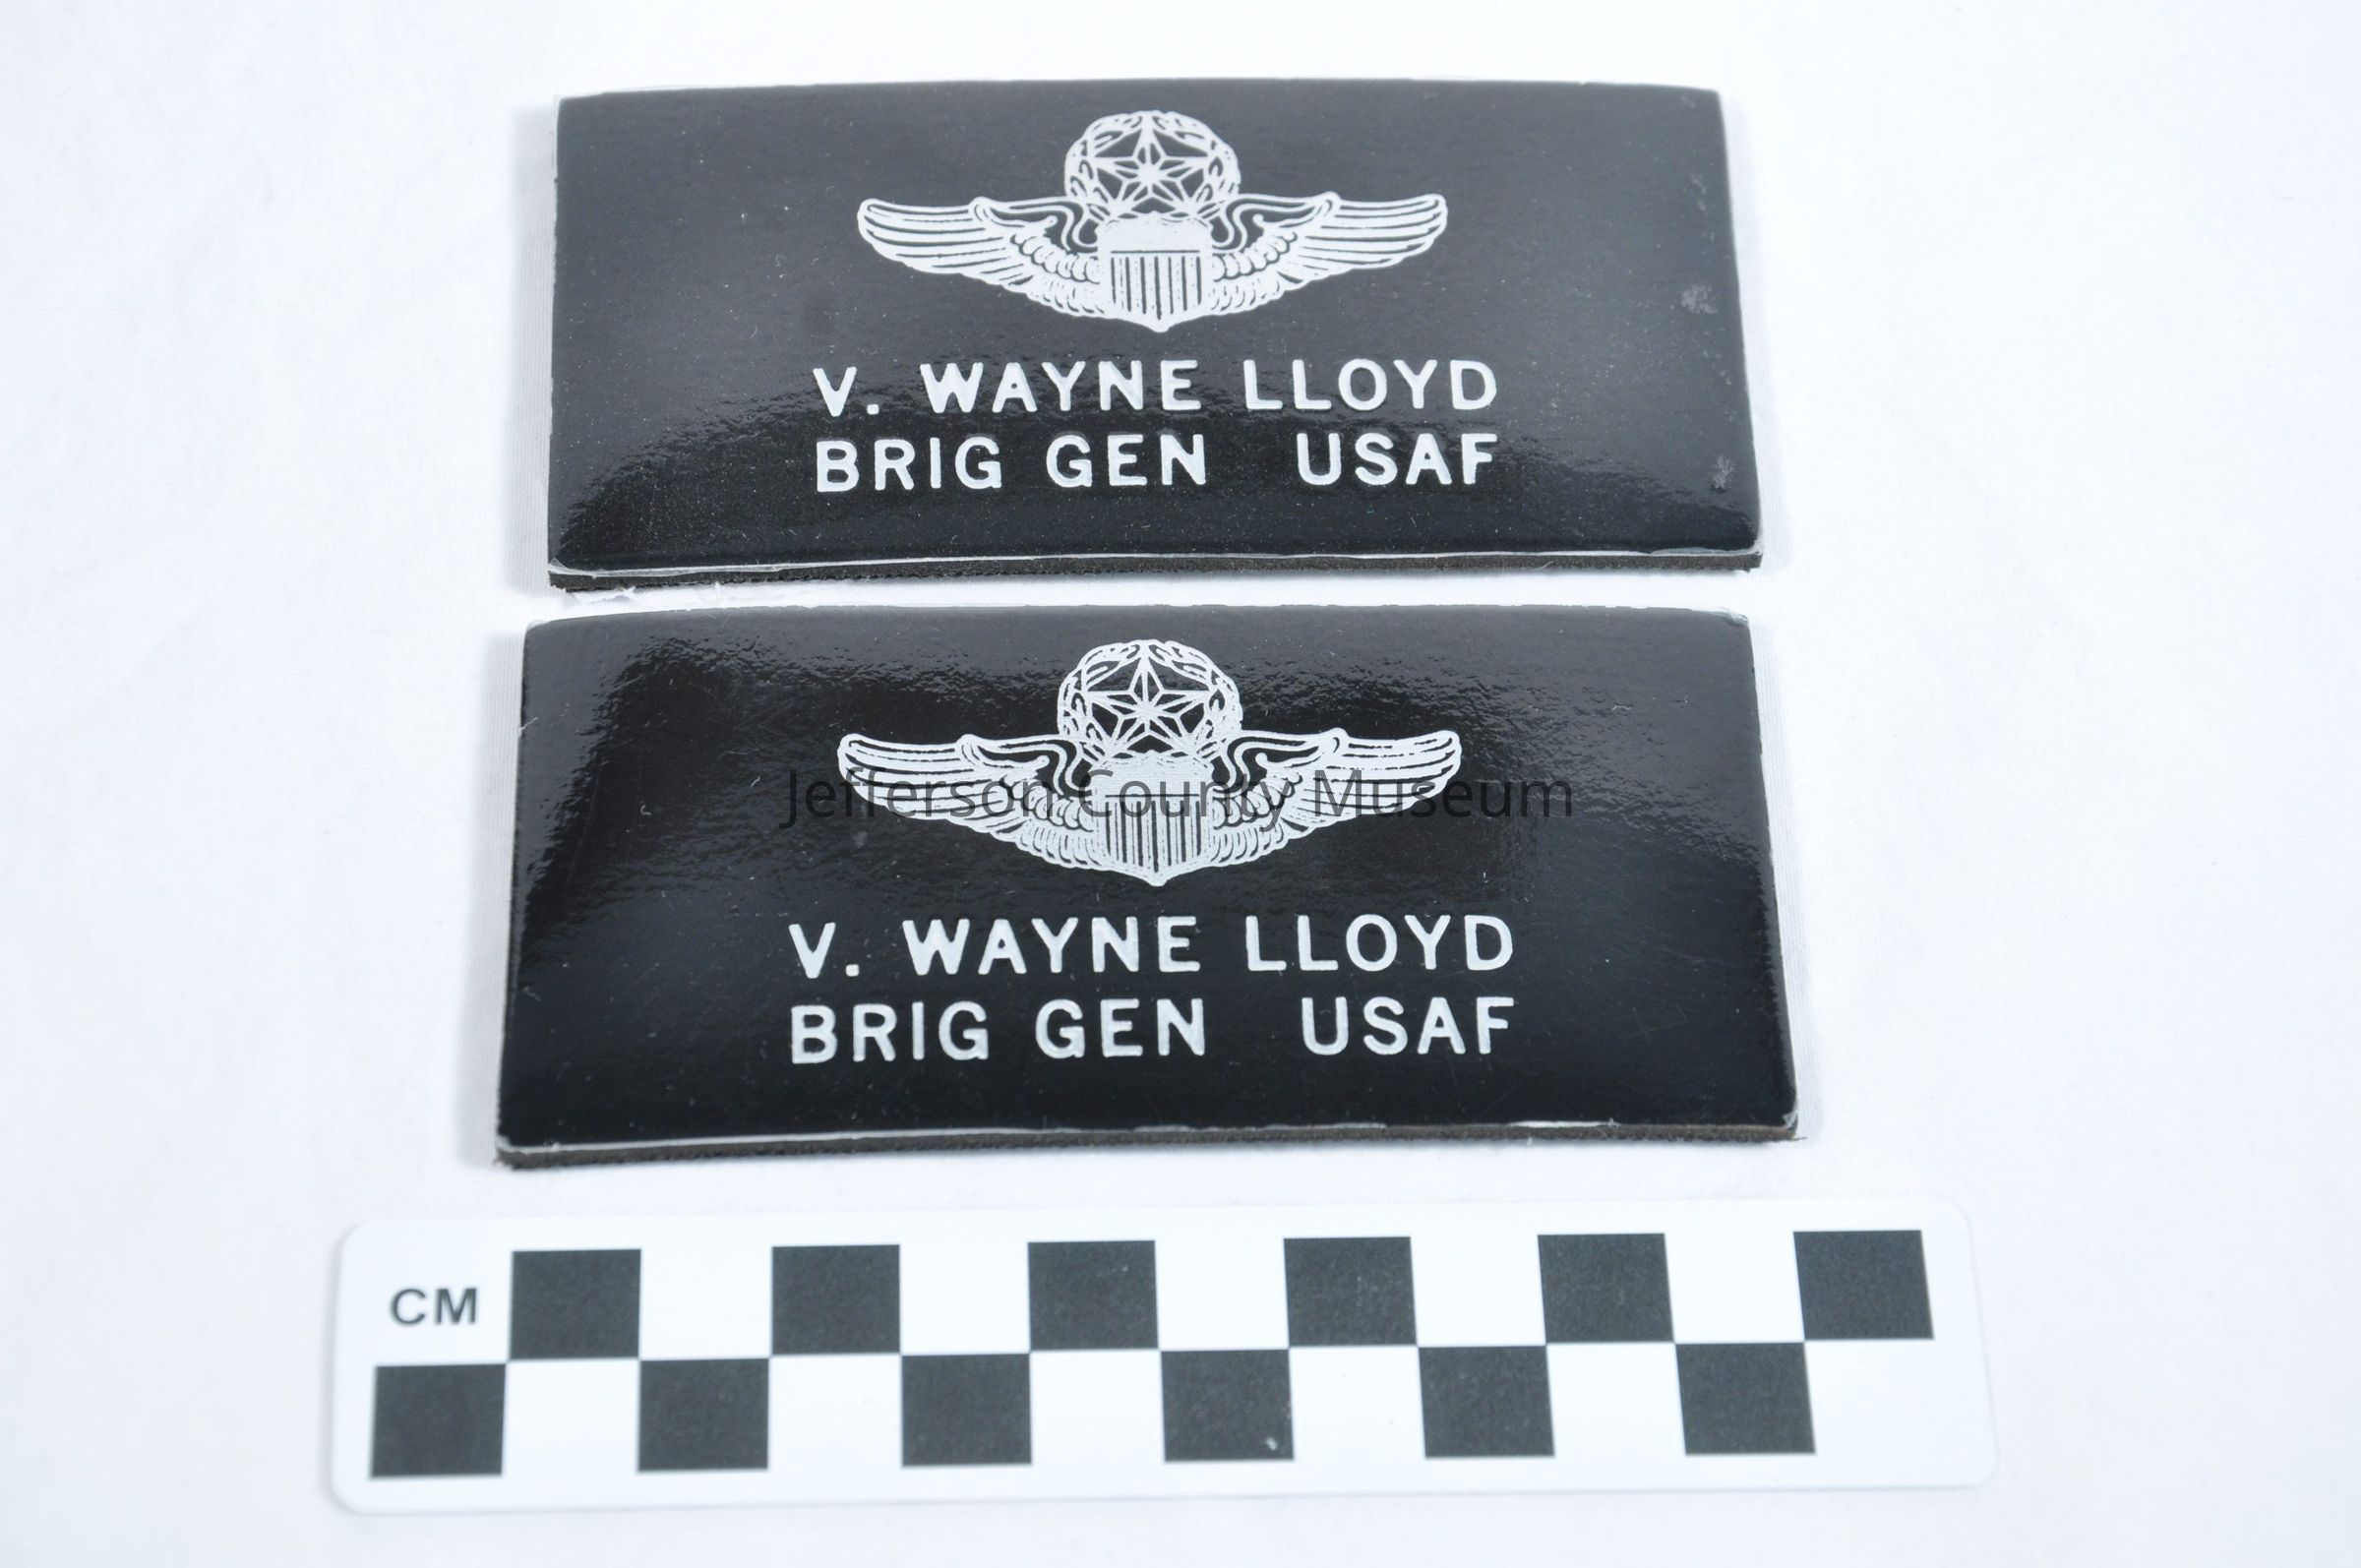 V. WAYNE LLOYD
BRIG GEN USAF
Jefferson County Museum
V. WAYNE LLOYD
BRIG GEN USAF
CM